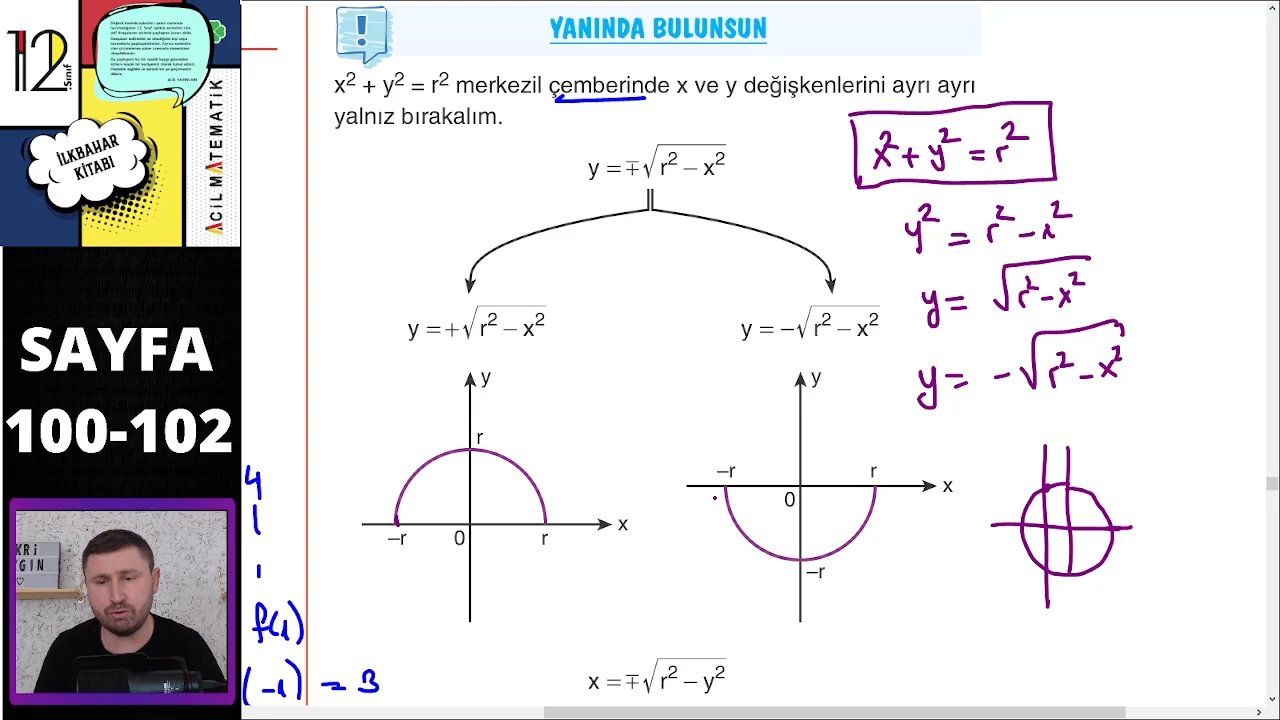 YANINDA BULUNSUN
x² + y² = r² merkezil çemberinde x ve y değişkenlerini ayrı ayrı
yalnız bırakalım.
y = ∓√(r² − x²)
y = +√(r² − x²)
y = −√(r² − x²)
y
r
−r
0
r
x
y
−r
r
0
x
−r
x = ∓√(r² − y²)
x² + y² = r²
y² = r² − x²
y = √(r² − x²)
y = −√(r² − x²)
12
.sınıf
İLKBAHAR
KİTABI
ACİL MATEMATİK
SAYFA
100-102
4
f(1)
(-1) = 3